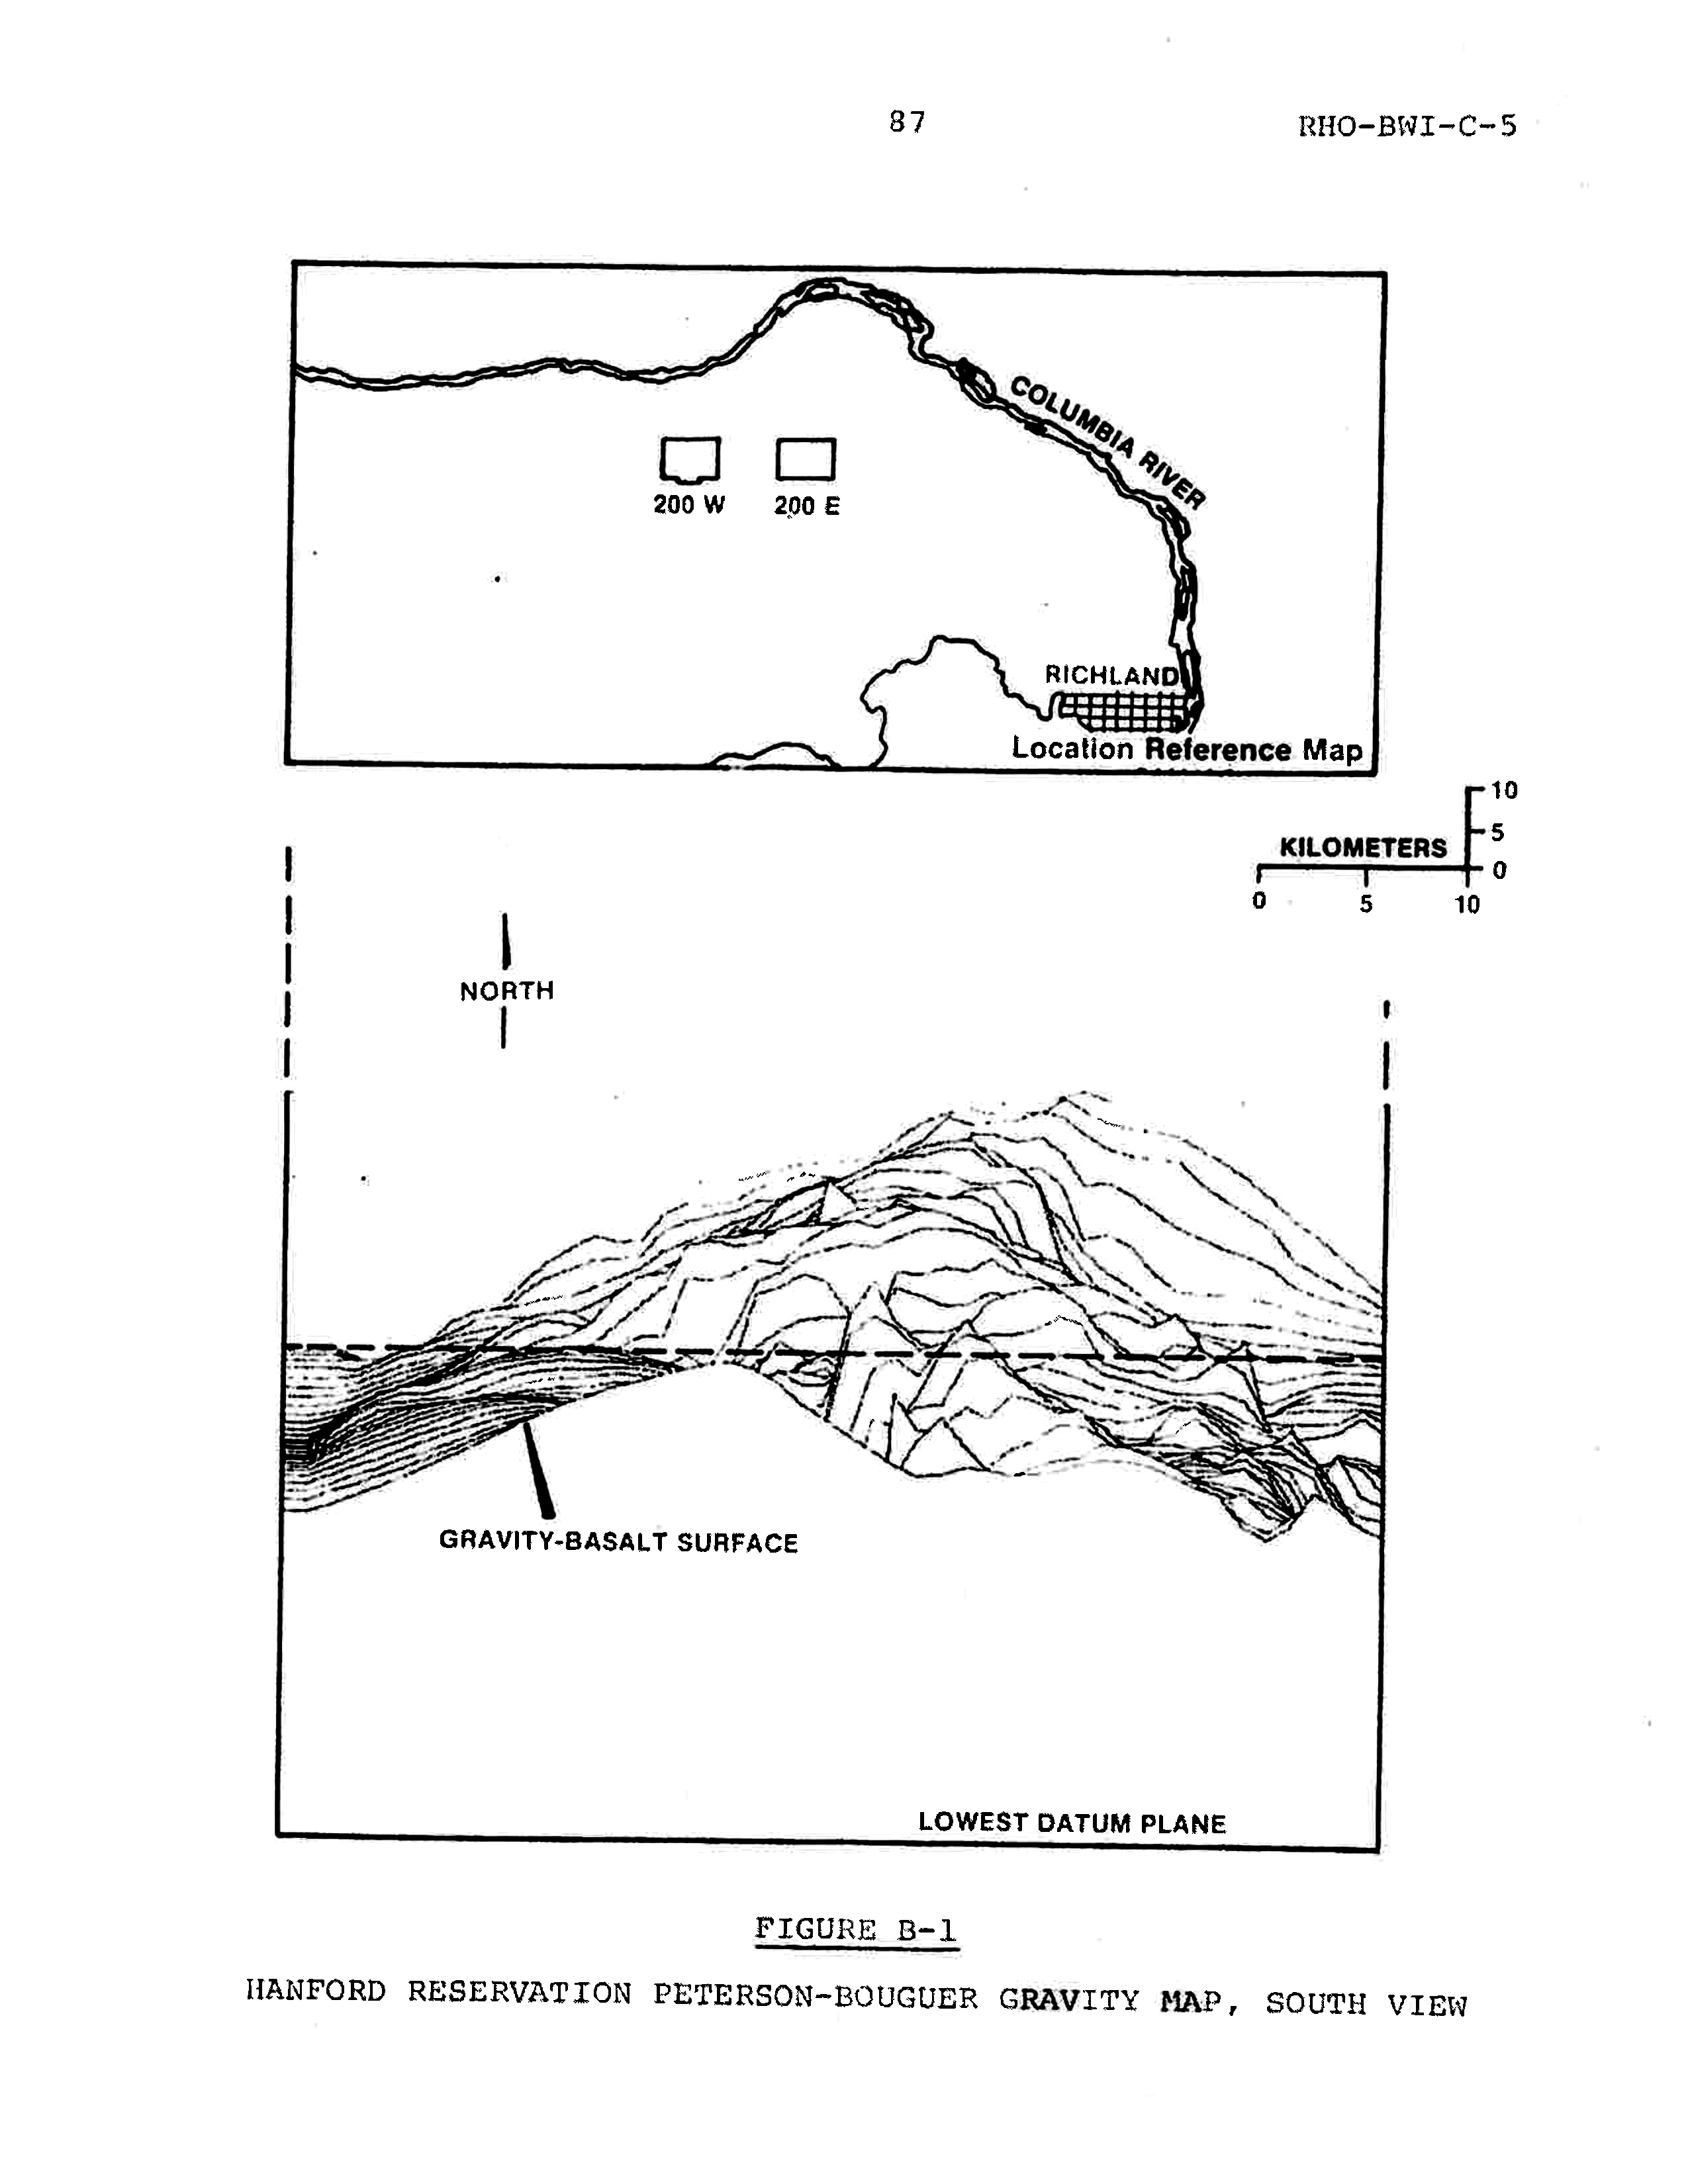 87
RHO-BWI-C-5
COLUMBIA RIVER
200 W
200 E
RICHLAND
Location Reference Map
10
5
0
KILOMETERS
0
5
10
NORTH
GRAVITY-BASALT SURFACE
LOWEST DATUM PLANE
FIGURE B-1
HANFORD RESERVATION PETERSON-BOUGUER GRAVITY MAP, SOUTH VIEW